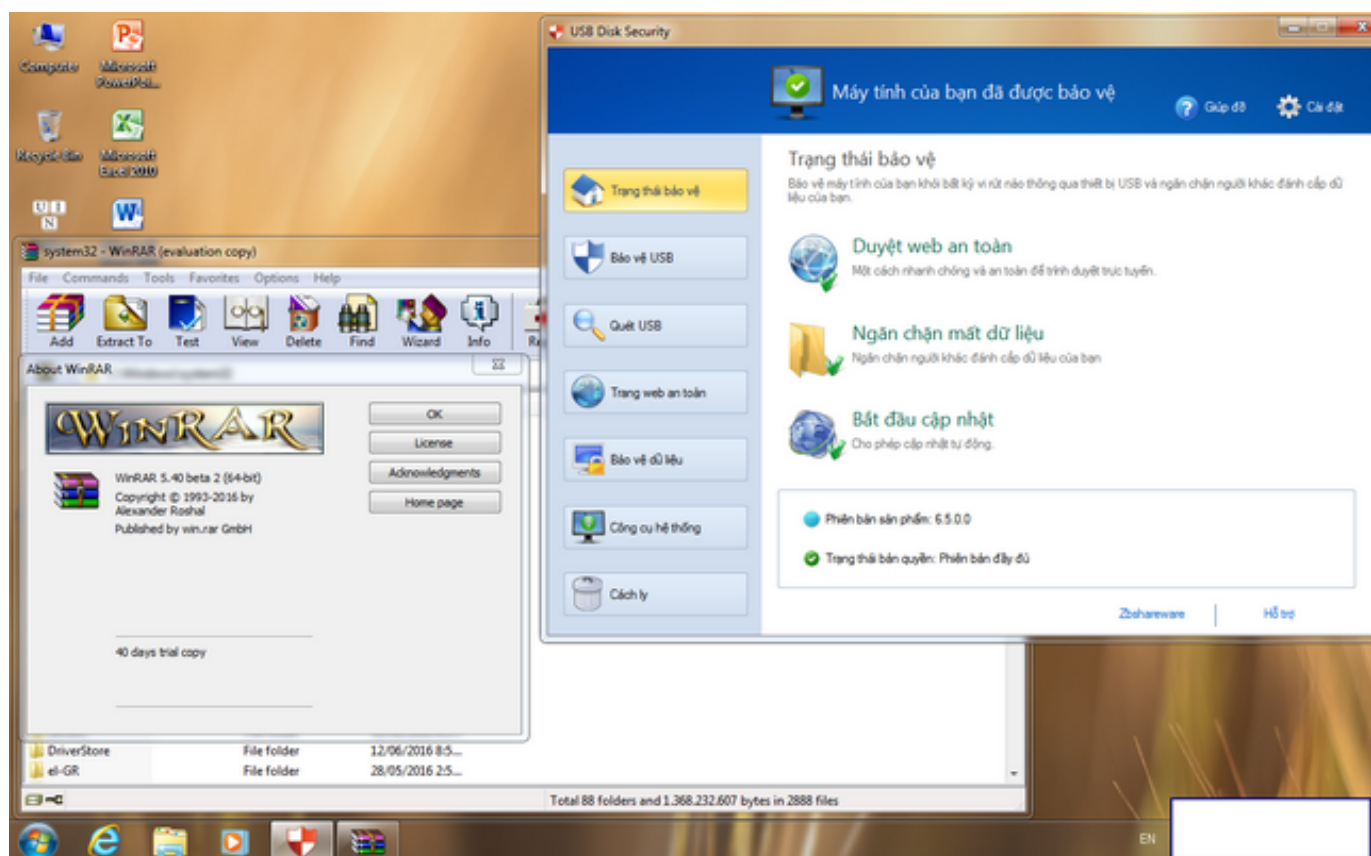 Computer
Microsoft PowerPoi...
Recycle Bin
Microsoft Excel 2010
U I
N
system32 - WinRAR (evaluation copy)
File Commands Tools Favorites Options Help
Add Extract To Test View Delete Find Wizard Info
About WinRAR
WINRAR
OK
License
Acknowledgments
Home page
WinRAR 5.40 beta 2 (64-bit)
Copyright © 1993-2016 by
Alexander Roshal
Published by win.rar GmbH
40 days trial copy
DriverStore File folder 12/06/2016 8:5...
el-GR File folder 28/05/2016 2:5...
Total 88 folders and 1.368.232.607 bytes in 2888 files
USB Disk Security
Máy tính của bạn đã được bảo vệ
Giúp đỡ
Cài đặt
Trạng thái bảo vệ
Bảo vệ USB
Quét USB
Trang web an toàn
Bảo vệ dữ liệu
Công cụ hệ thống
Cách ly
Trạng thái bảo vệ
Bảo vệ máy tính của bạn khỏi bất kỳ vi rút nào thông qua thiết bị USB và ngăn chặn người khác đánh cắp dữ
liệu của bạn.
Duyệt web an toàn
Một cách nhanh chóng và an toàn để trình duyệt trực tuyến.
Ngăn chặn mất dữ liệu
Ngăn chặn người khác đánh cắp dữ liệu của bạn
Bắt đầu cập nhật
Cho phép cập nhật tự động.
Phiên bản sản phẩm: 6.5.0.0
Trạng thái bản quyền: Phiên bản đầy đủ
Zbshareware
Hỗ trợ
EN